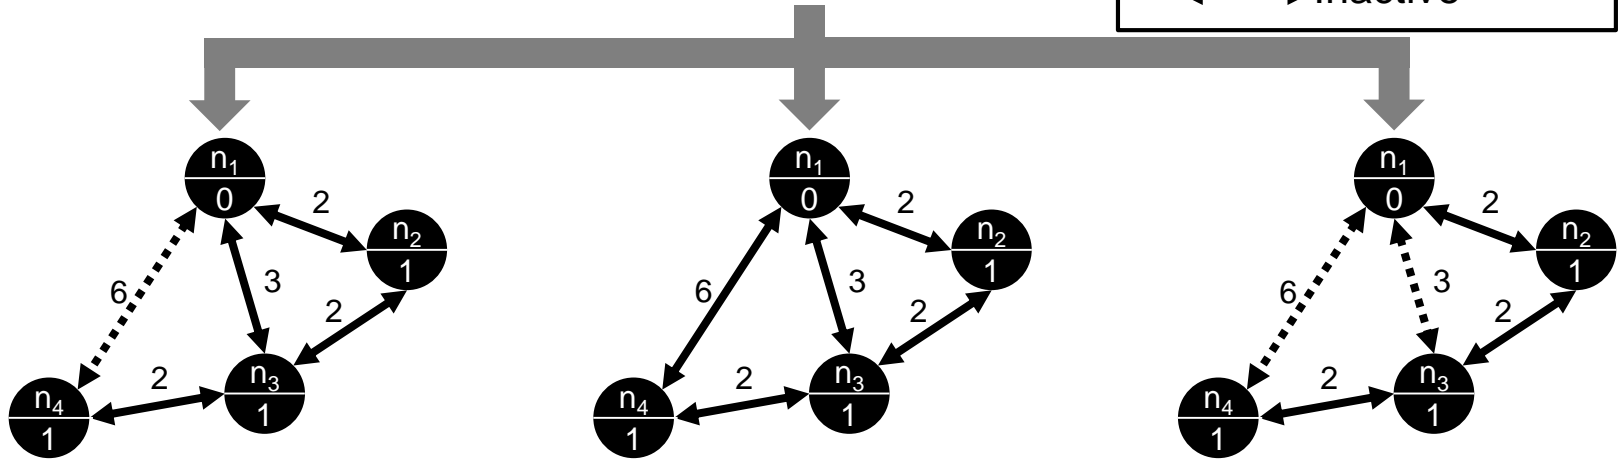 Inactive
n₁ n₁ n₁
0 0 0
2 2 2
n₂ n₂ n₂
1 1 1
6 3 6 3 6 3
2 2 2
2 2 2
n₃ n₃ n₃
n₄ n₄ n₄
1 1 1
1 1 1